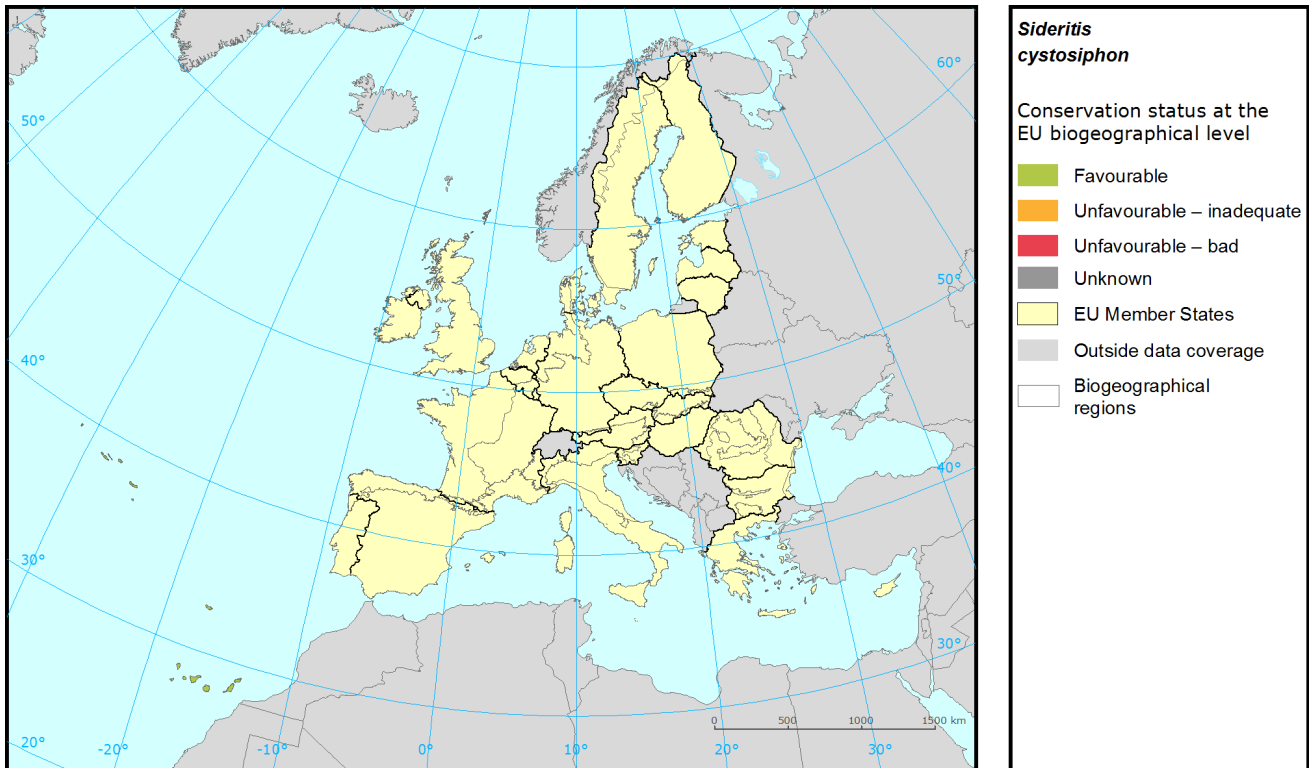 Sideritis
cystosiphon
Conservation status at the
EU biogeographical level
Favourable
Unfavourable – inadequate
Unfavourable – bad
Unknown
EU Member States
Outside data coverage
Biogeographical
regions
60°
50°
50°
40°
40°
30°
30°
20°
-20°
-10°
0°
10°
20°
30°
0 500 1000 1500 km